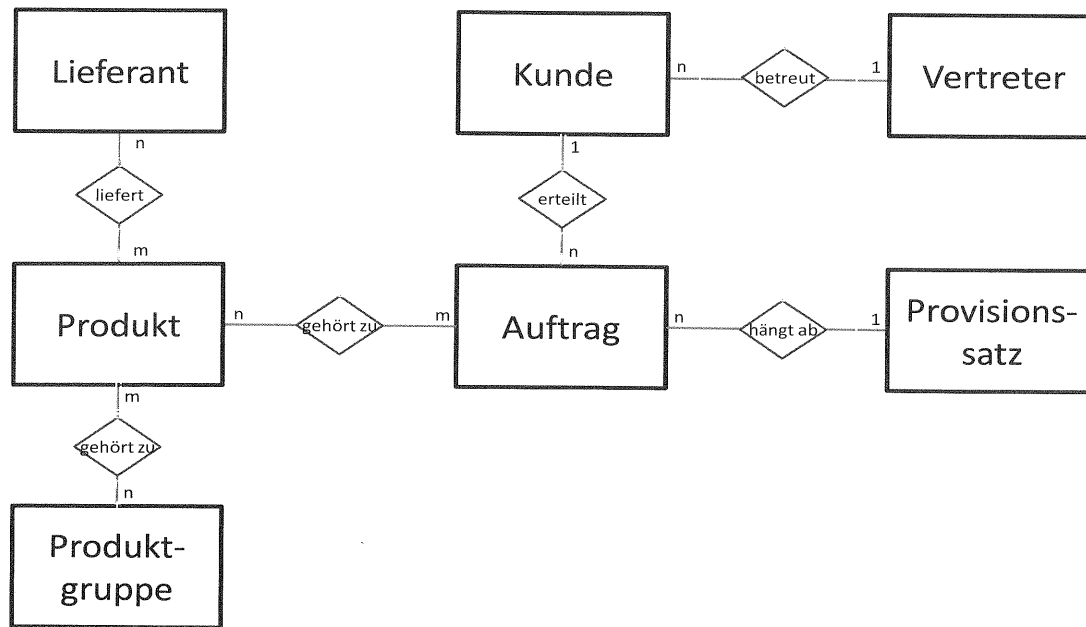 Lieferant
Kunde
n
betreut
1
Vertreter
n
1
liefert
erteilt
m
n
Produkt
n
gehört zu
m
Auftrag
n
hängt ab
1
Provisions-
satz
m
gehört zu
n
Produkt-
gruppe